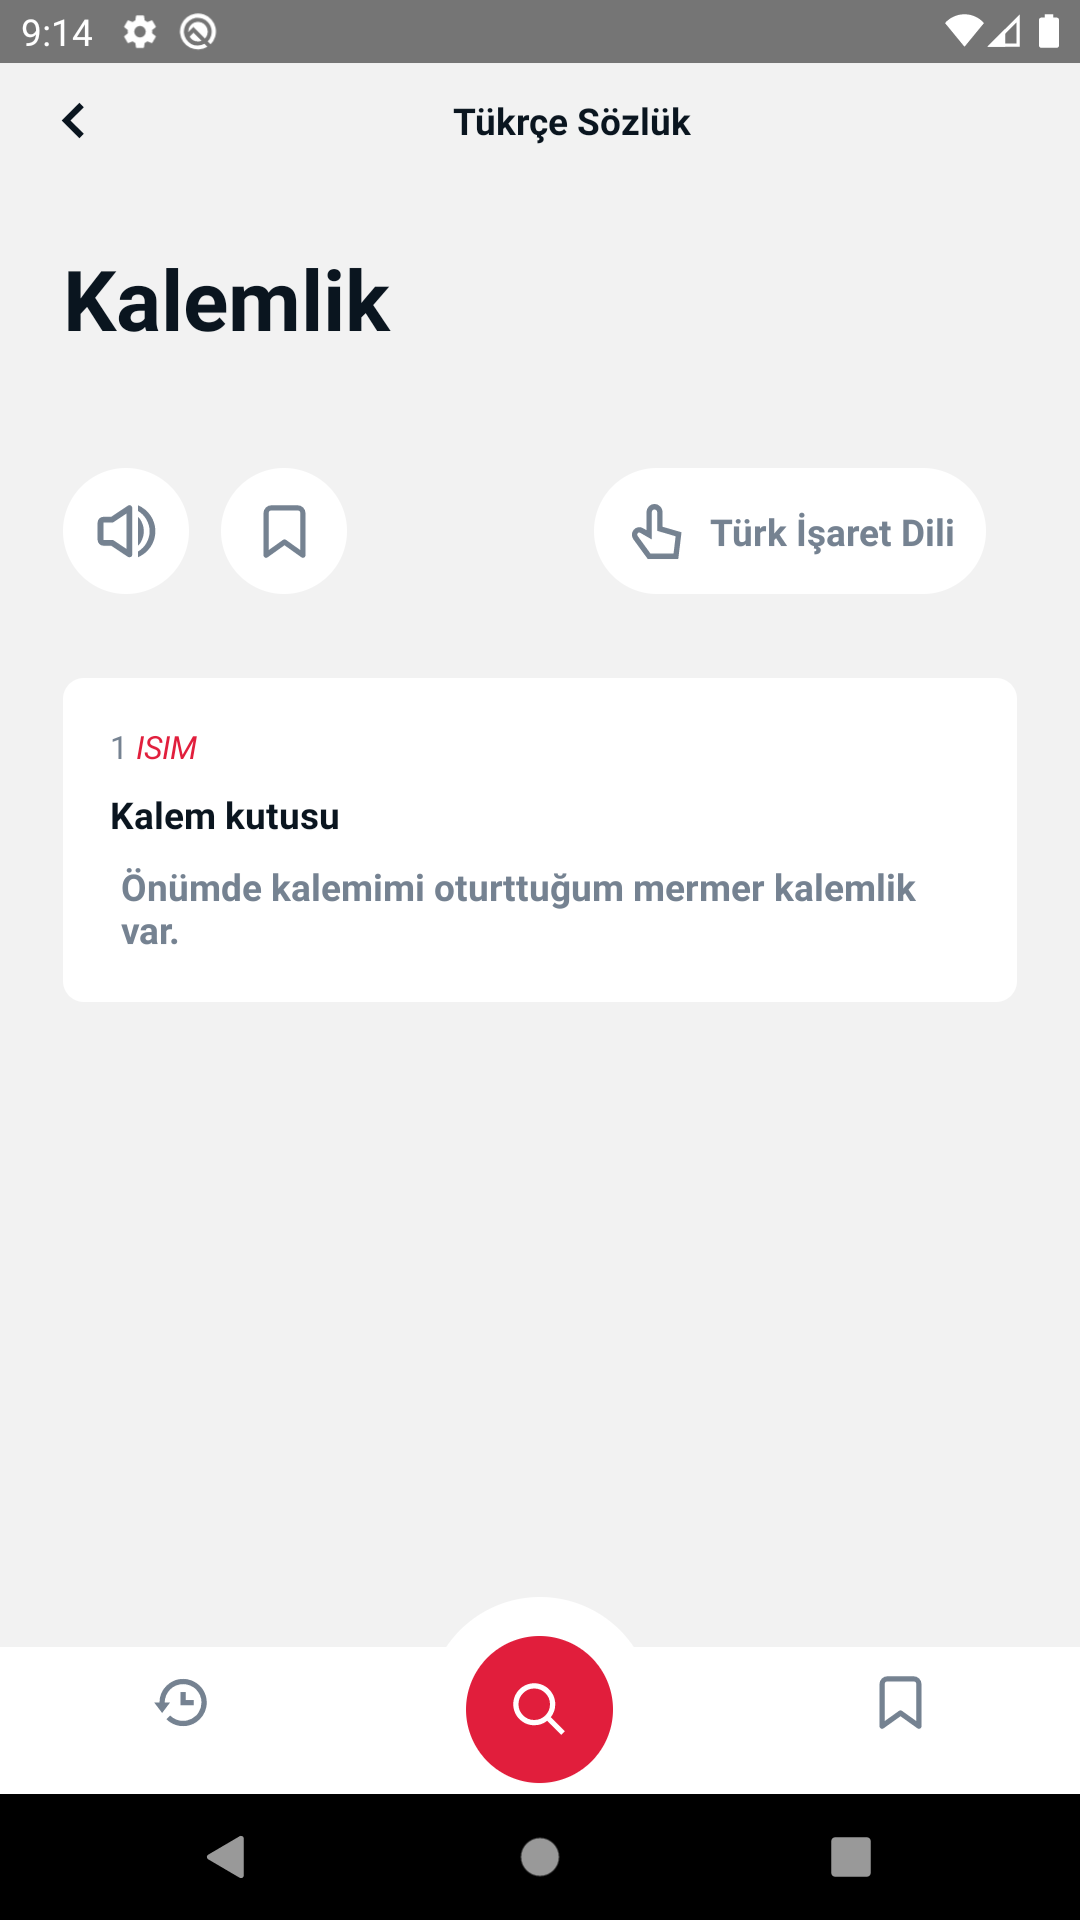 9:14
Tükrçe Sözlük
Kalemlik
Türk İşaret Dili
1 ISIM
Kalem kutusu
Önümde kalemimi oturttuğum mermer kalemlik
var.